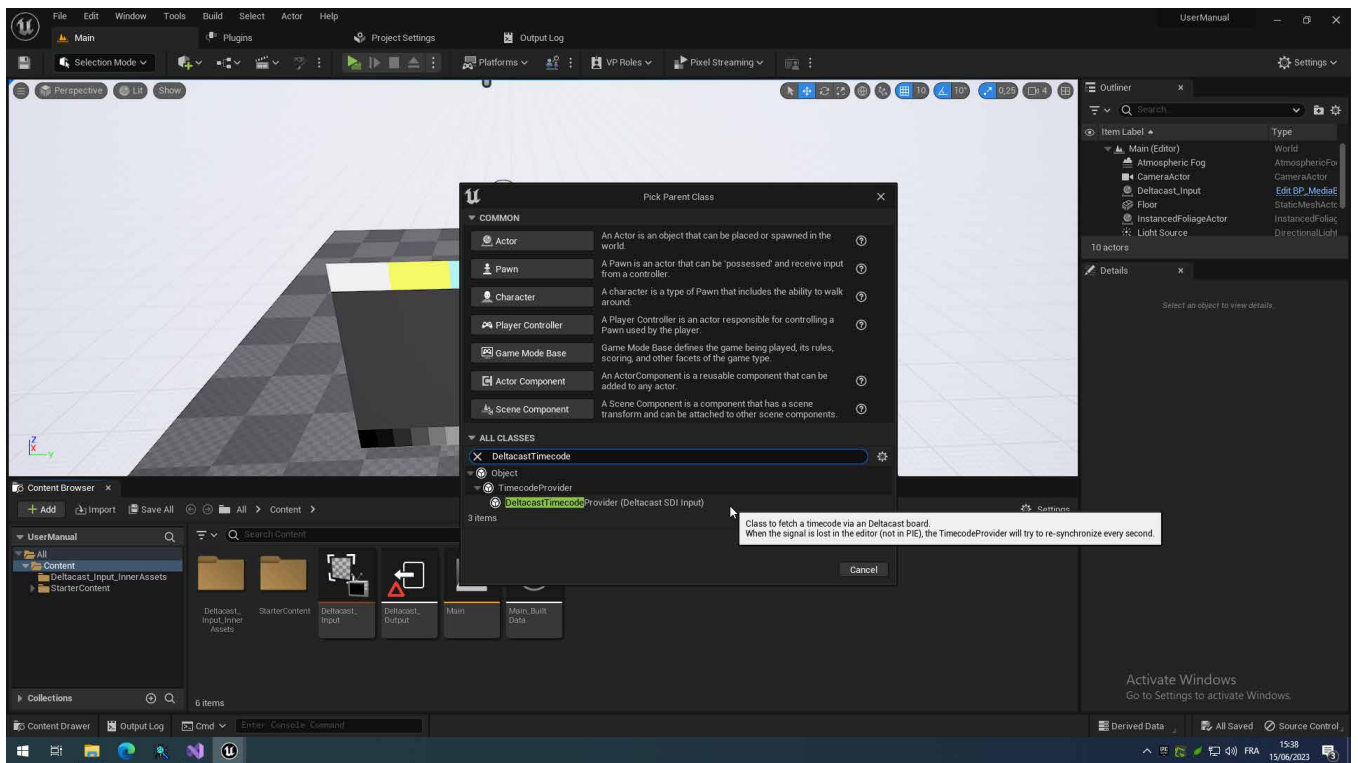 File Edit Window Tools Build Select Actor Help
UserManual
Main
Plugins
Project Settings
Output Log
Selection Mode
Platforms
VP Roles
Pixel Streaming
Settings
Perspective
Lit
Show
10
10°
0,25
4
Outliner
Search...
Item Label
Type
Main (Editor)
World
Atmospheric Fog
AtmosphericFo
CameraActor
CameraActor
Deltacast_Input
Edit BP_MediaE
Floor
StaticMeshActo
InstancedFoliageActor
InstancedFoliag
Light Source
DirectionalLight
10 actors
Details
Select an object to view details.
Pick Parent Class
COMMON
Actor
An Actor is an object that can be placed or spawned in the
world.
Pawn
A Pawn is an actor that can be 'possessed' and receive input
from a controller.
Character
A character is a type of Pawn that includes the ability to walk
around.
Player Controller
A Player Controller is an actor responsible for controlling a
Pawn used by the player.
Game Mode Base
Game Mode Base defines the game being played, its rules,
scoring, and other facets of the game type.
Actor Component
An ActorComponent is a reusable component that can be
added to any actor.
Scene Component
A Scene Component is a component that has a scene
transform and can be attached to other scene components.
ALL CLASSES
DeltacastTimecode
Object
TimecodeProvider
DeltacastTimecodeProvider (Deltacast SDI Input)
3 items
Class to fetch a timecode via an Deltacast board.
When the signal is lost in the editor (not in PIE), the TimecodeProvider will try to re-synchronize every second.
Cancel
Z
X
Y
Content Browser
Add
Import
Save All
All
Content
Settings
UserManual
Search Content
All
Content
Deltacast_Input_InnerAssets
StarterContent
Deltacast_
Input_Inner
Assets
StarterContent
Deltacast_
Input
Deltacast_
Output
Main
Main_Built
Data
Collections
6 items
Activate Windows
Go to Settings to activate Windows.
Content Drawer
Output Log
Cmd
Enter Console Command
Derived Data
All Saved
Source Control
FRA
15:38
15/06/2023
3